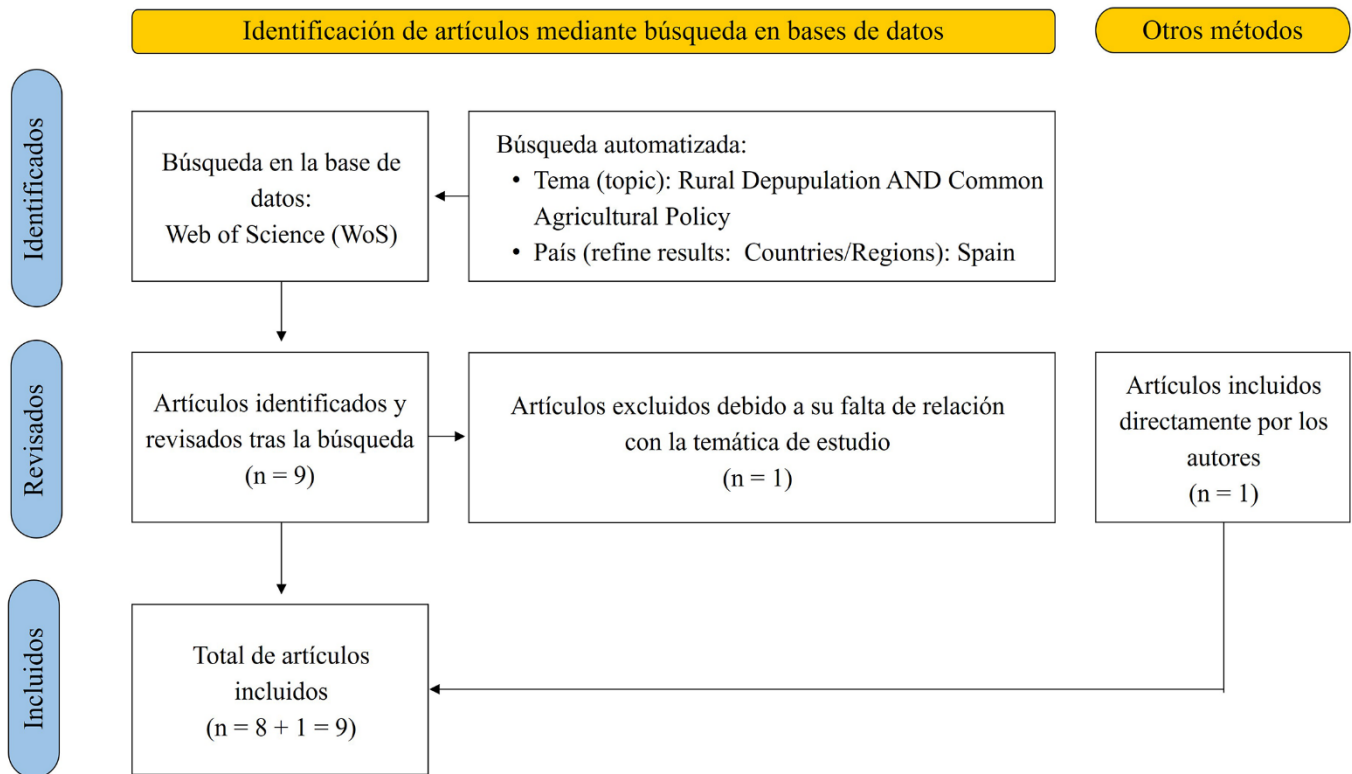 Identificación de artículos mediante búsqueda en bases de datos
Otros métodos
Identificados
Búsqueda en la base de
datos:
Web of Science (WoS)
Búsqueda automatizada:
• Tema (topic): Rural Depupulation AND Common
Agricultural Policy
• País (refine results: Countries/Regions): Spain
Revisados
Artículos identificados y
revisados tras la búsqueda
(n = 9)
Artículos excluidos debido a su falta de relación
con la temática de estudio
(n = 1)
Artículos incluidos
directamente por los
autores
(n = 1)
Incluidos
Total de artículos
incluidos
(n = 8 + 1 = 9)